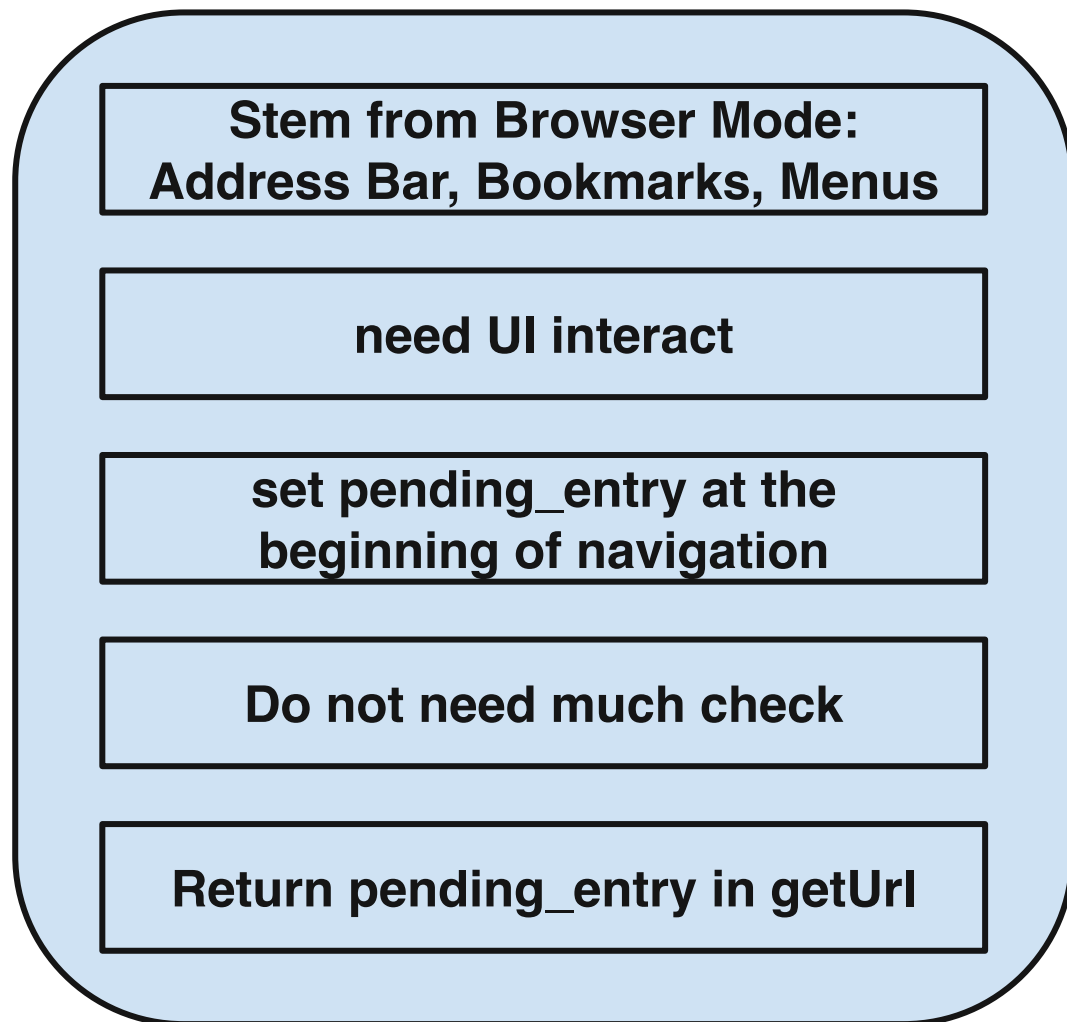 Stem from Browser Mode:
Address Bar, Bookmarks, Menus
need UI interact
set pending_entry at the
beginning of navigation
Do not need much check
Return pending_entry in getUrl